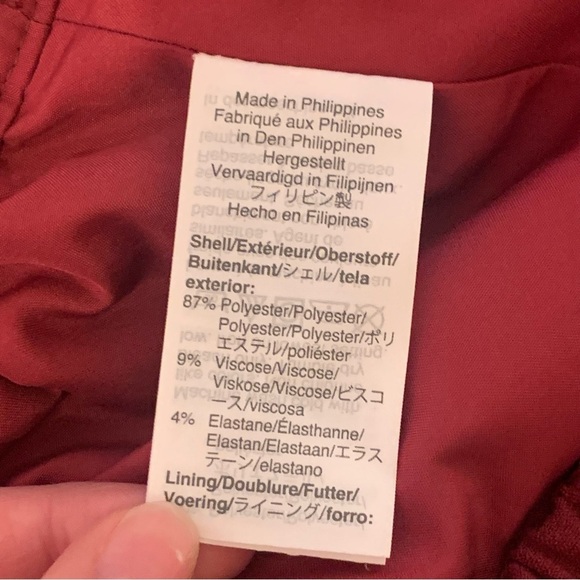 Made in Philippines
Fabriqué aux Philippines
in Den Philippinen
Hergestellt
Vervaardigd in Filipijnen
フィリピン製
Hecho en Filipinas
Shell/Extérieur/Oberstoff/
Buitenkant/シェル/tela
exterior:
87% Polyester/Polyester/
Polyester/Polyester/ポリ
エステル/poliéster
9% Viscose/Viscose/
Viskose/Viscose/ビスコ
ース/viscosa
4% Elastane/Élasthanne/
Elastan/Elastaan/エラス
テーン/elastano
Lining/Doublure/Futter/
Voering/ライニング/forro: